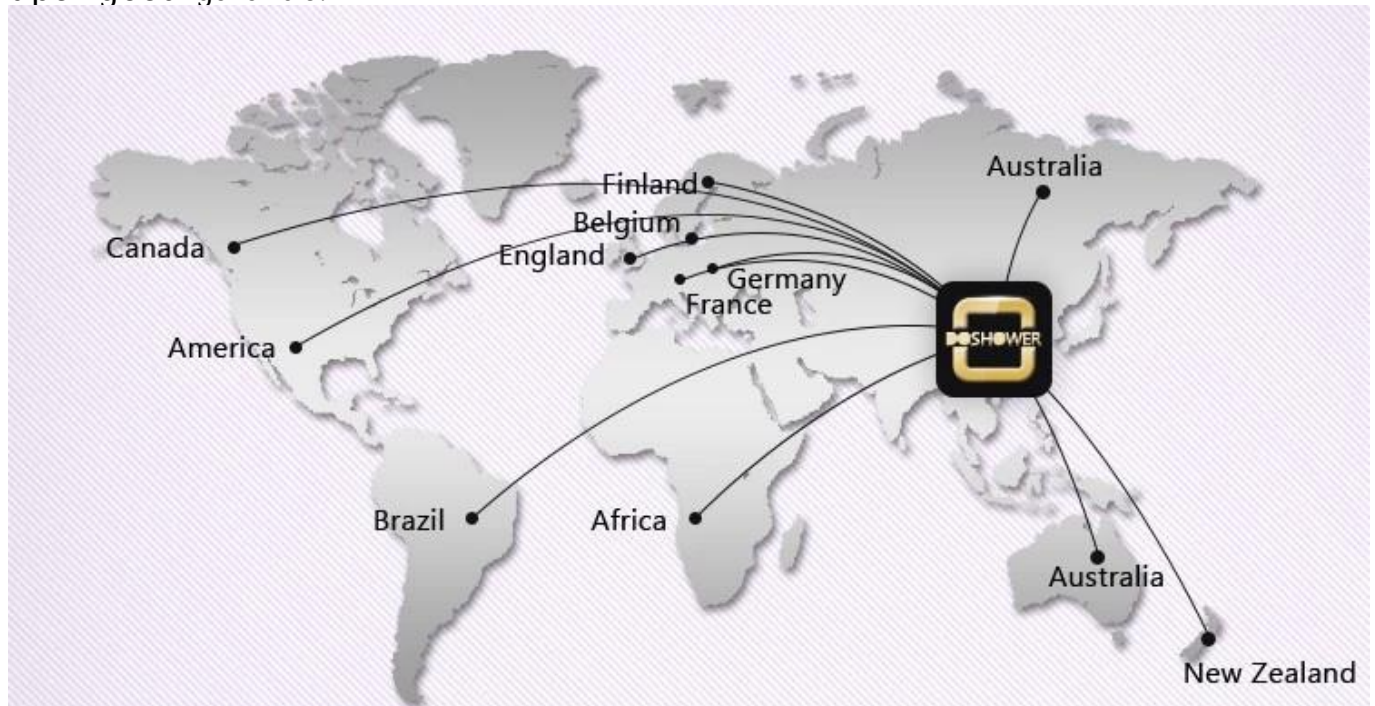 Australia
Finland
Belgium
Canada
England
Germany
France
DOSHOWER
America
Brazil
Africa
Australia
New Zealand